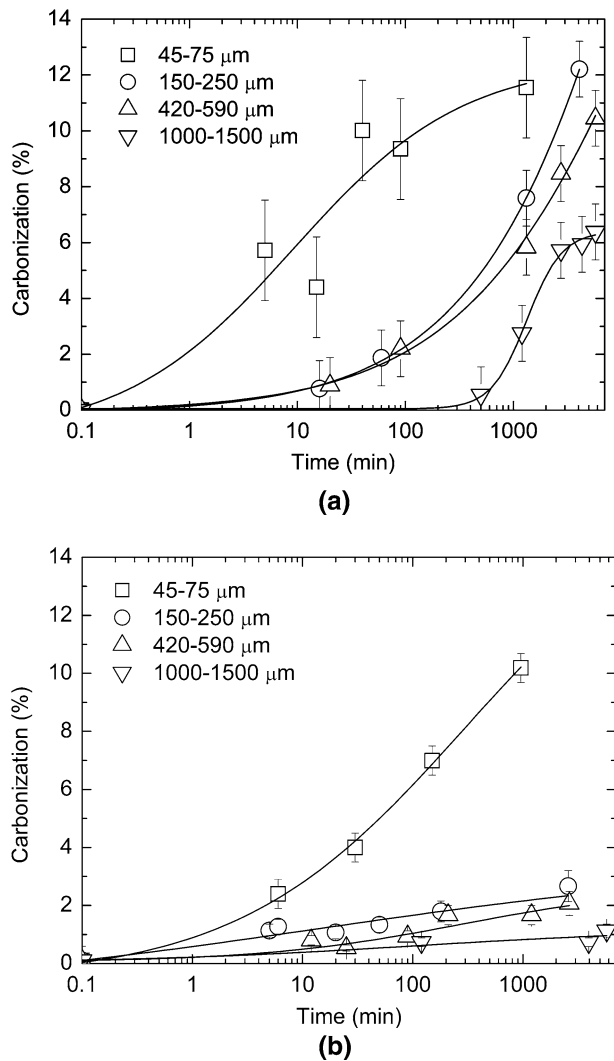 14
12
10
8
6
4
2
0
45-75 μm
150-250 μm
420-590 μm
1000-1500 μm
Carbonization (%)
0.1 1 10 100 1000
Time (min)
(a)
14
12
10
8
6
4
2
0
45-75 μm
150-250 μm
420-590 μm
1000-1500 μm
Carbonization (%)
0.1 1 10 100 1000
Time (min)
(b)